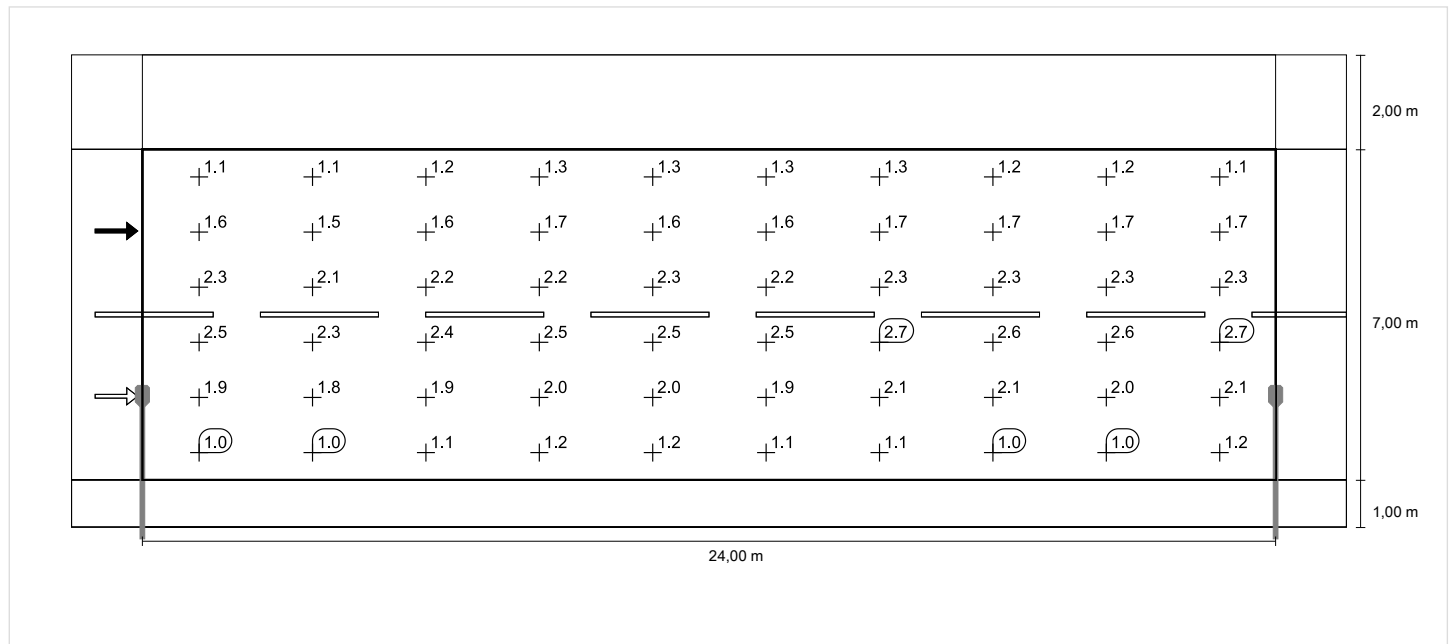 2,00 m
1.1 1.1 1.2 1.3 1.3 1.3 1.3 1.2 1.2 1.1
1.6 1.5 1.6 1.7 1.6 1.6 1.7 1.7 1.7 1.7
2.3 2.1 2.2 2.2 2.3 2.2 2.3 2.3 2.3 2.3
7,00 m
2.5 2.3 2.4 2.5 2.5 2.5 2.7 2.6 2.6 2.7
1.9 1.8 1.9 2.0 2.0 1.9 2.1 2.1 2.0 2.1
1.0 1.0 1.1 1.2 1.2 1.1 1.1 1.0 1.0 1.2
1,00 m
24,00 m